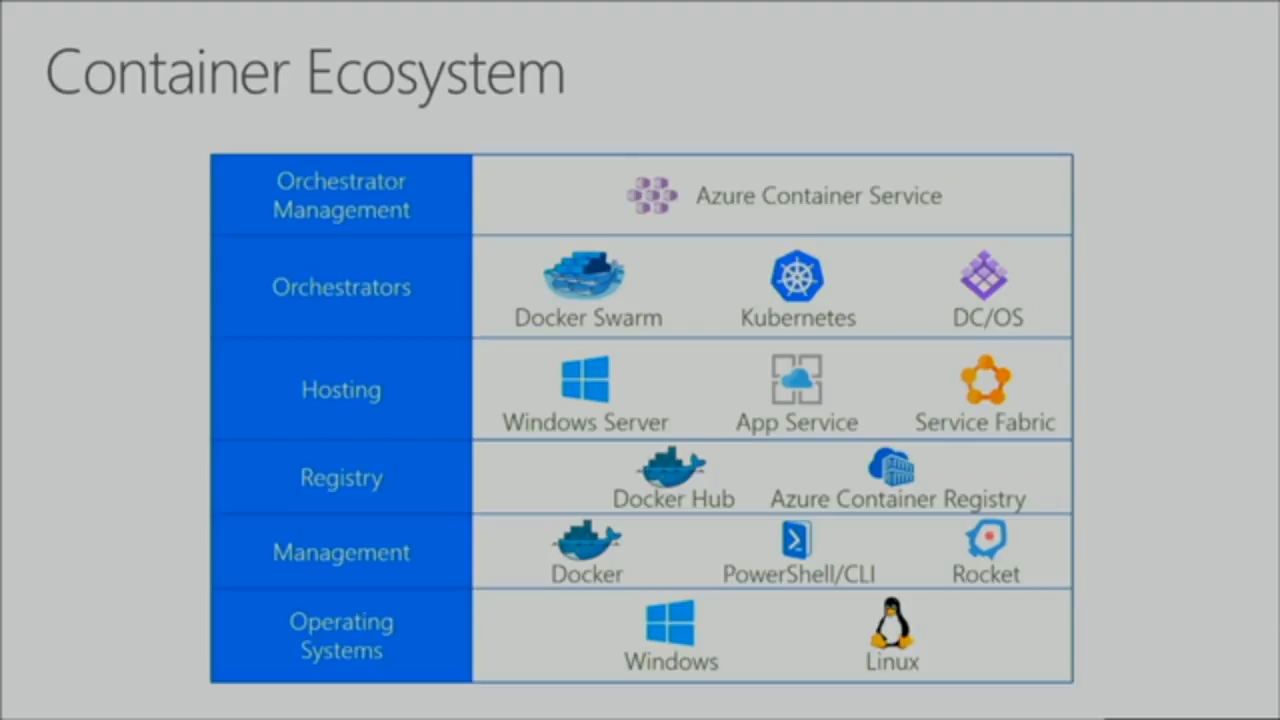 Container Ecosystem
Orchestrator
Management
Azure Container Service
Orchestrators
Docker Swarm
Kubernetes
DC/OS
Hosting
Windows Server
App Service
Service Fabric
Registry
Docker Hub
Azure Container Registry
Management
Docker
PowerShell/CLI
Rocket
Operating
Systems
Windows
Linux